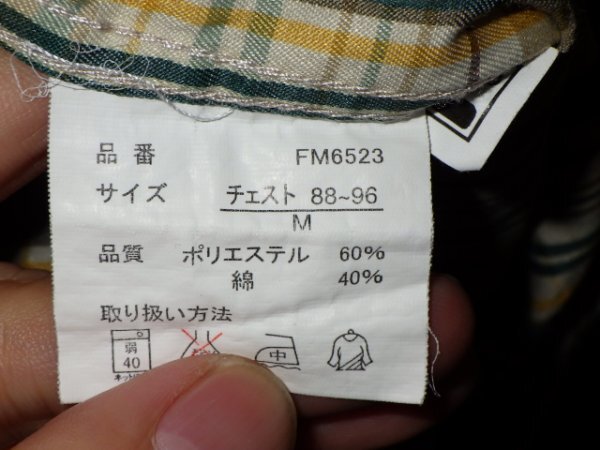 品番 FM6523
サイズ チェスト 88~96
M
品質 ポリエステル 60%
綿 40%
取り扱い方法
弱 中
40